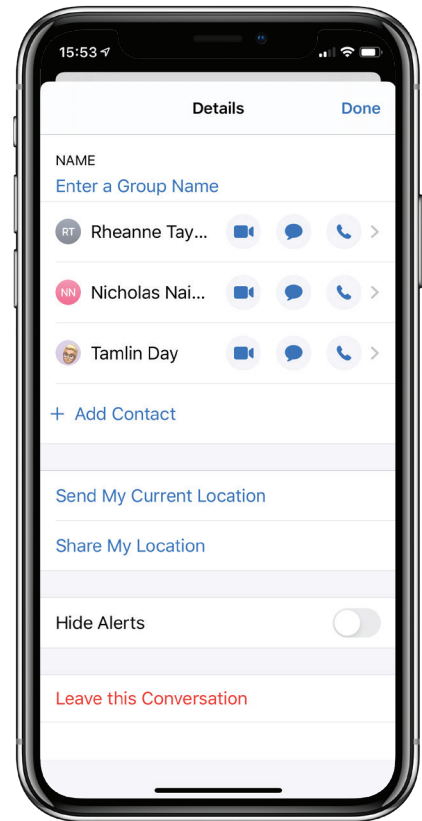 15:53
Details
Done
NAME
Enter a Group Name
RT Rheanne Tay...
NN Nicholas Nai...
Tamlin Day
+ Add Contact
Send My Current Location
Share My Location
Hide Alerts
Leave this Conversation